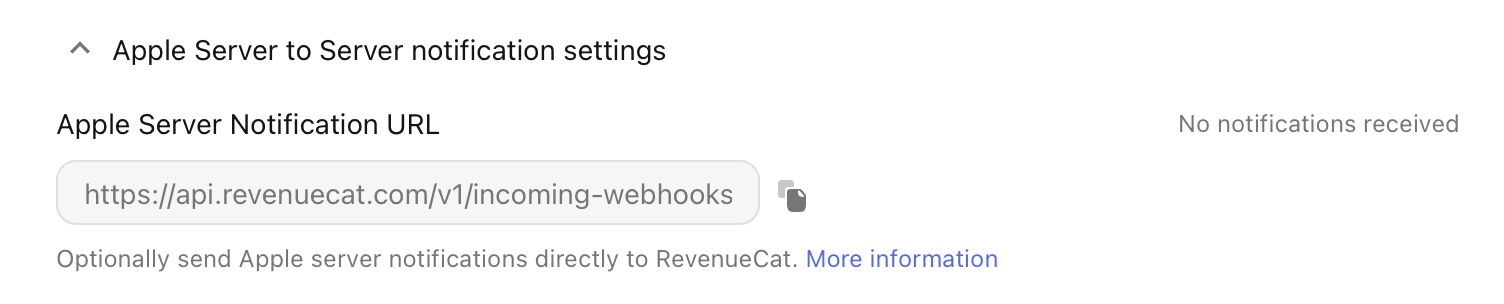 Apple Server to Server notification settings
Apple Server Notification URL
No notifications received
https://api.revenuecat.com/v1/incoming-webhooks
Optionally send Apple server notifications directly to RevenueCat. More information